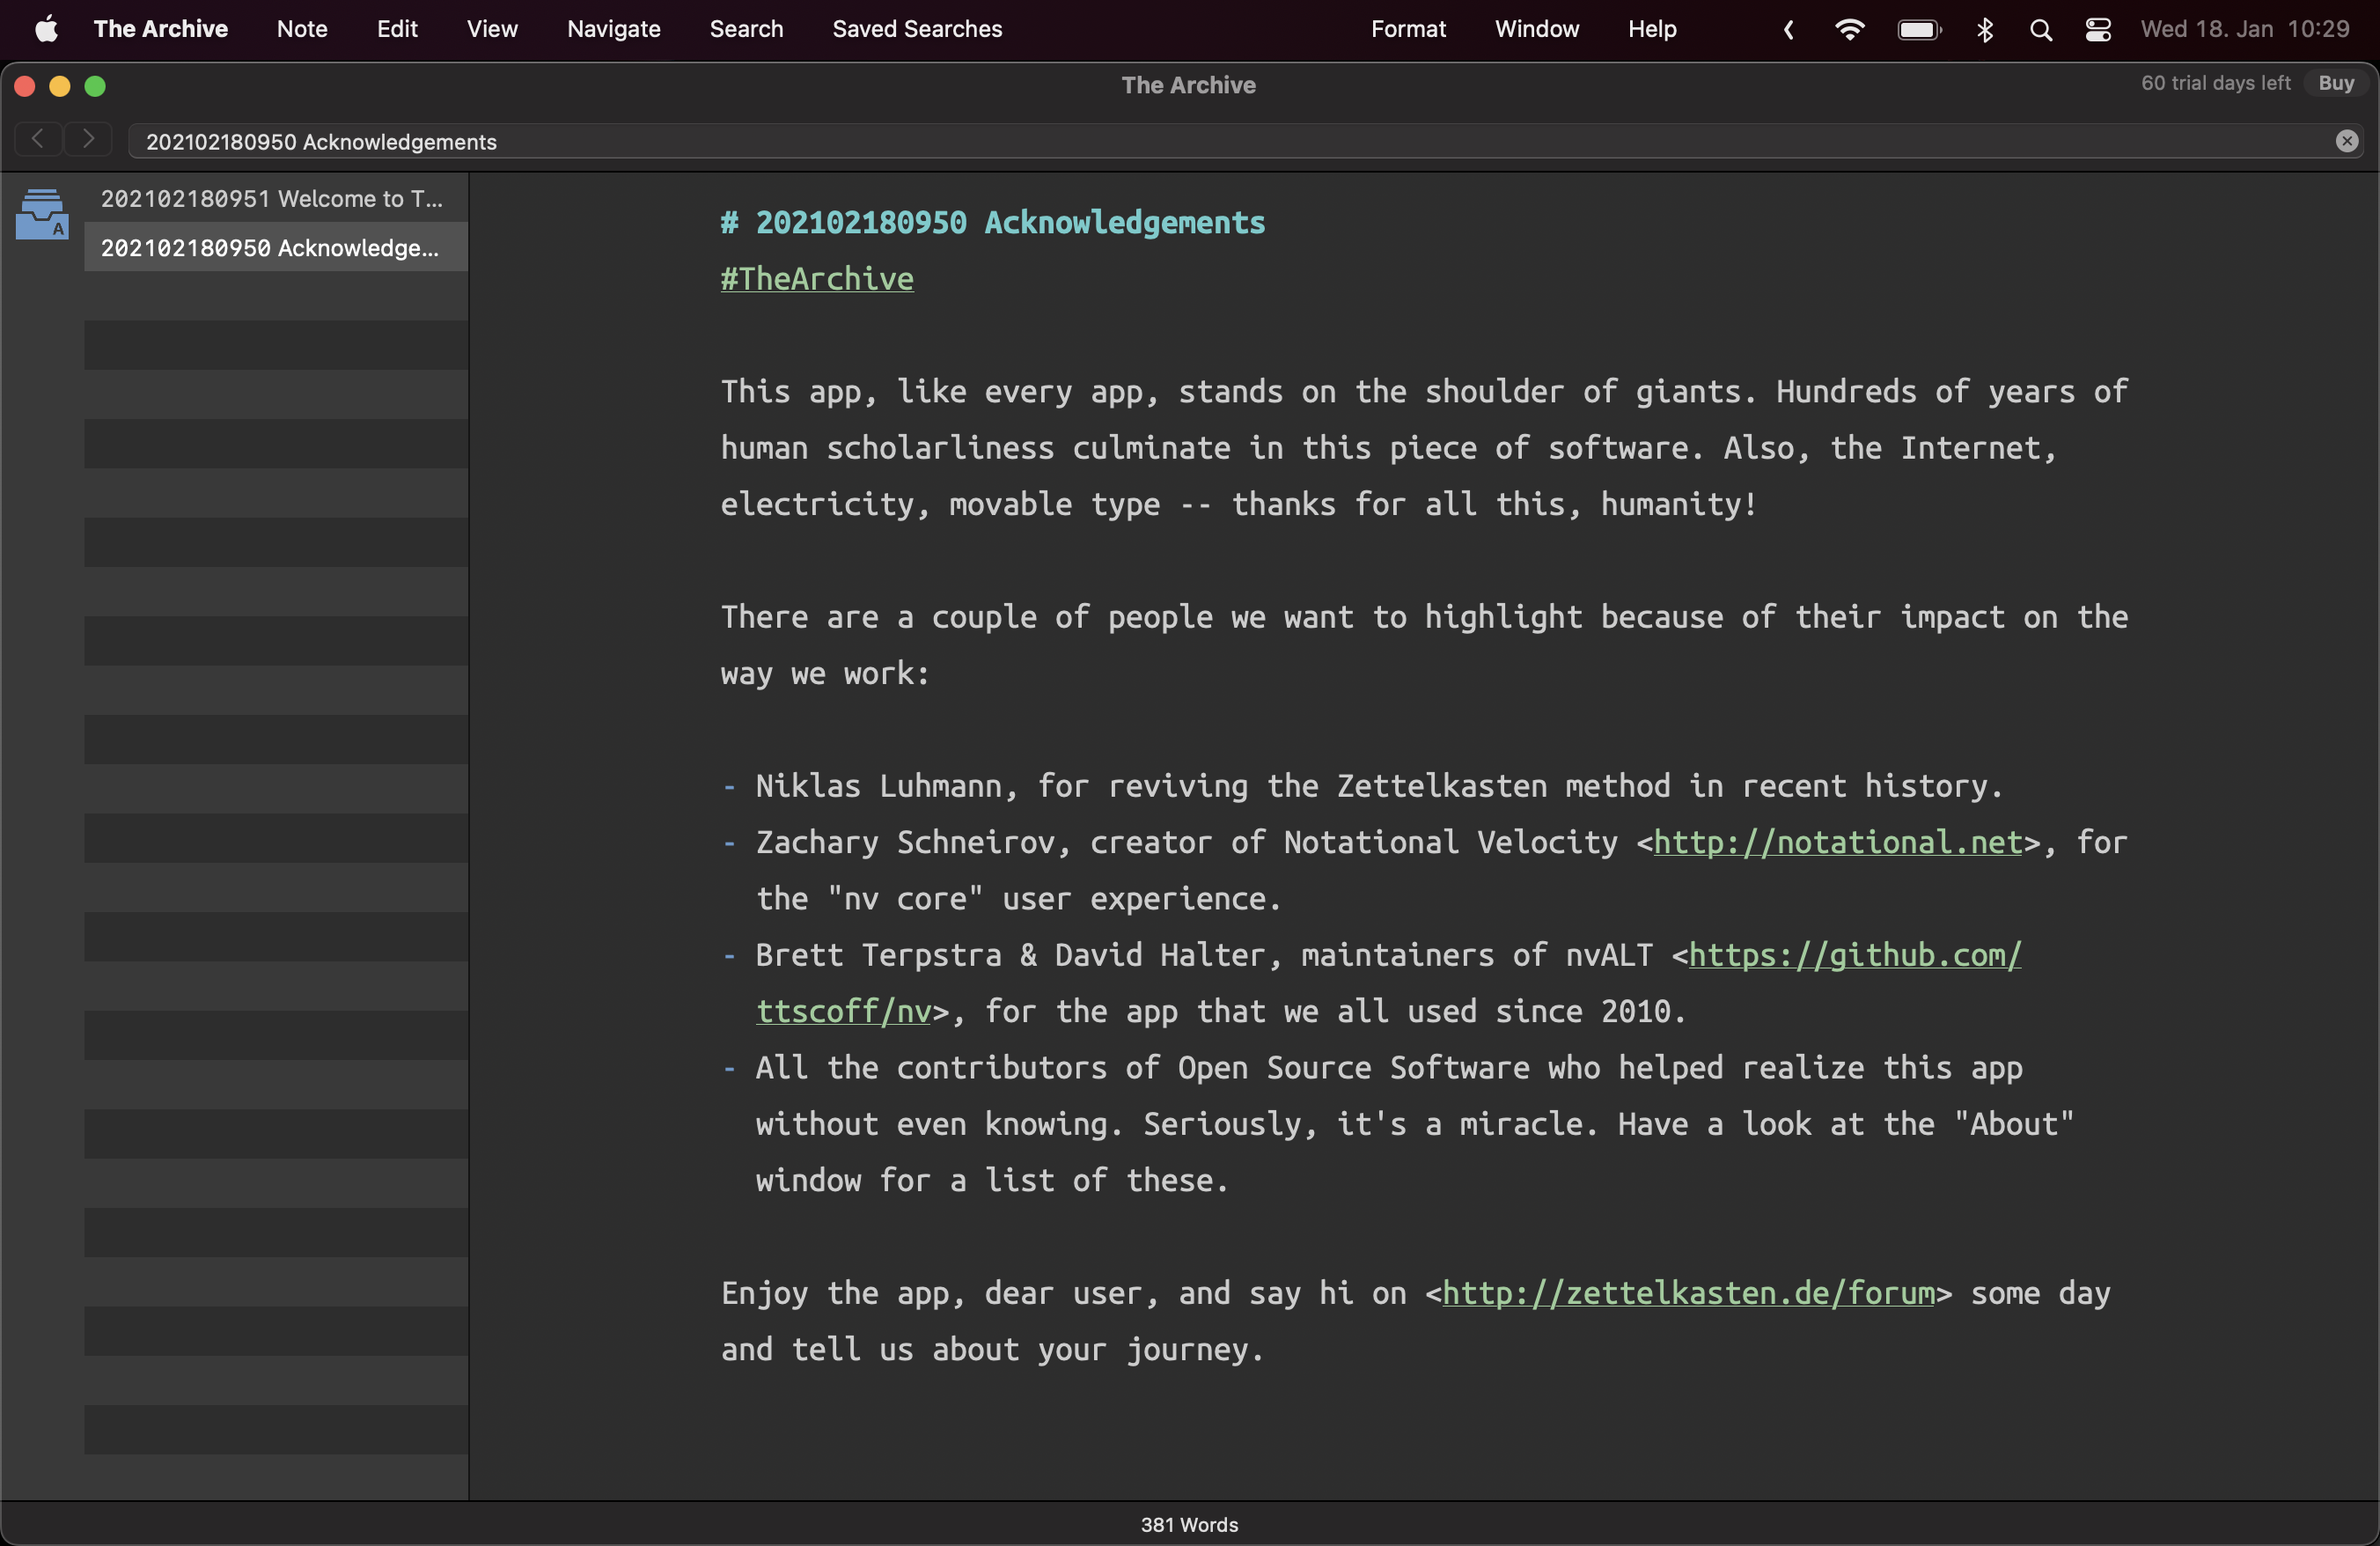 The Archive Note Edit View Navigate Search Saved Searches Format Window Help Wed 18. Jan 10:29
The Archive
60 trial days left Buy
202102180950 Acknowledgements
A
202102180951 Welcome to T...
202102180950 Acknowledge...
# 202102180950 Acknowledgements
#TheArchive
This app, like every app, stands on the shoulder of giants. Hundreds of years of
human scholarliness culminate in this piece of software. Also, the Internet,
electricity, movable type -- thanks for all this, humanity!
There are a couple of people we want to highlight because of their impact on the
way we work:
- Niklas Luhmann, for reviving the Zettelkasten method in recent history.
- Zachary Schneirov, creator of Notational Velocity <http://notational.net>, for
the "nv core" user experience.
- Brett Terpstra & David Halter, maintainers of nvALT <https://github.com/
ttscoff/nv>, for the app that we all used since 2010.
- All the contributors of Open Source Software who helped realize this app
without even knowing. Seriously, it's a miracle. Have a look at the "About"
window for a list of these.
Enjoy the app, dear user, and say hi on <http://zettelkasten.de/forum> some day
and tell us about your journey.
381 Words